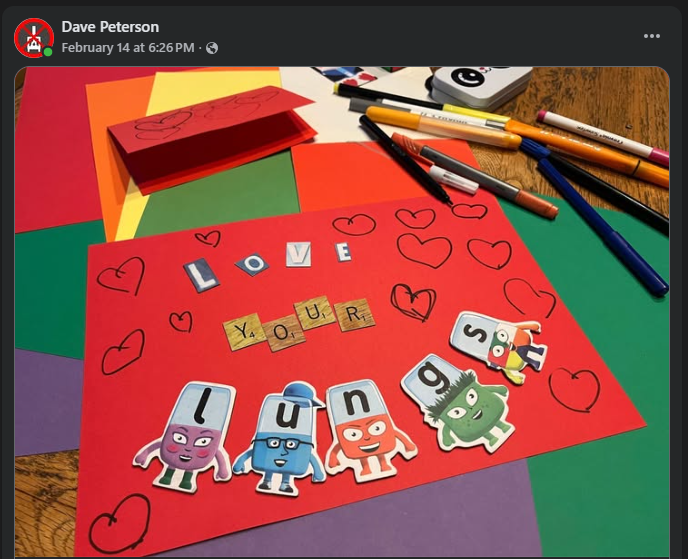 Dave Peterson
February 14 at 6:26 PM ·
LOVE
YOUR
lungs